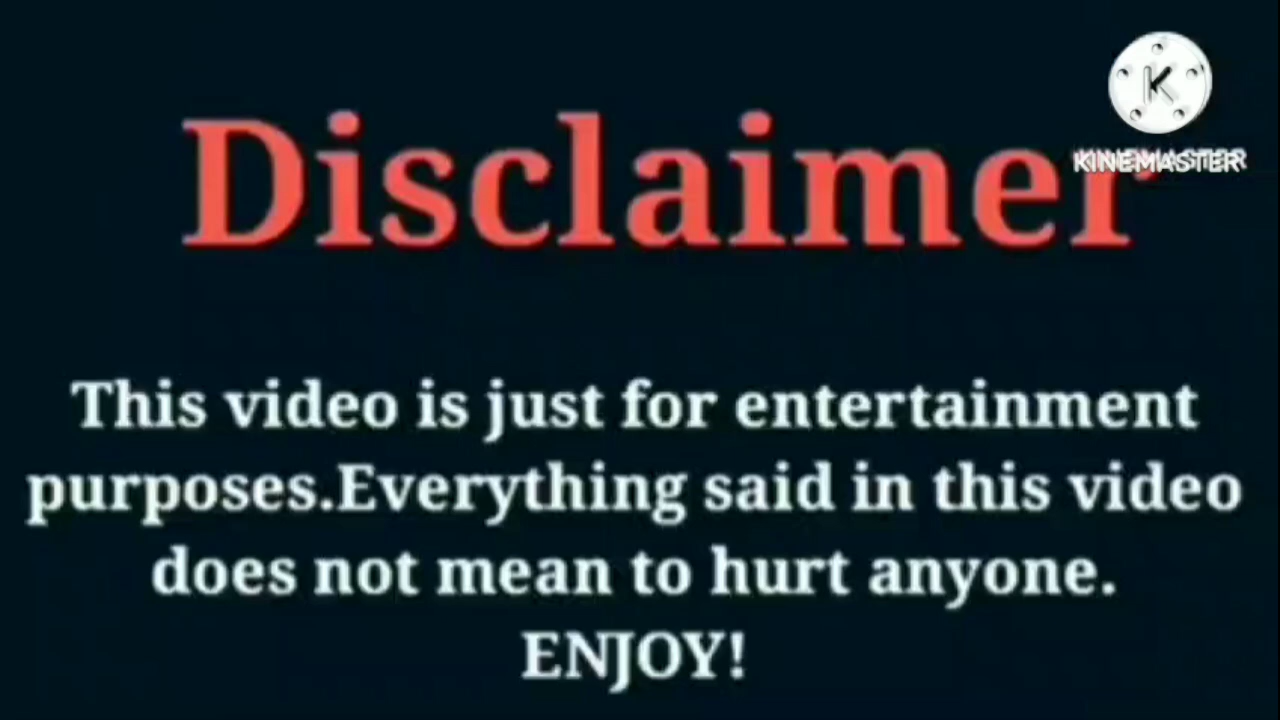 K
KINEMASTER
Disclaimer
This video is just for entertainment
purposes.Everything said in this video
does not mean to hurt anyone.
ENJOY!